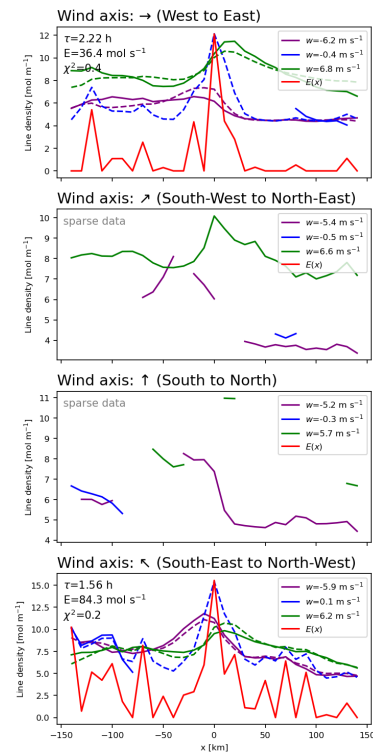 Wind axis: → (West to East)
τ=2.22 h
E=36.4 mol s⁻¹
χ²=0.4
w=-6.2 m s⁻¹
w=-0.4 m s⁻¹
w=6.8 m s⁻¹
E(x)
Line density [mol m⁻¹]
12
10
8
6
4
2
0
Wind axis: ↗ (South-West to North-East)
sparse data
w=-5.4 m s⁻¹
w=-0.5 m s⁻¹
w=6.6 m s⁻¹
E(x)
Line density [mol m⁻¹]
10
9
8
7
6
5
4
Wind axis: ↑ (South to North)
sparse data
w=-5.2 m s⁻¹
w=-0.3 m s⁻¹
w=5.7 m s⁻¹
E(x)
Line density [mol m⁻¹]
11
10
9
8
7
6
5
4
Wind axis: ↖ (South-East to North-West)
τ=1.56 h
E=84.3 mol s⁻¹
χ²=0.2
w=-5.9 m s⁻¹
w=0.1 m s⁻¹
w=6.2 m s⁻¹
E(x)
Line density [mol m⁻¹]
15.0
12.5
10.0
7.5
5.0
2.5
0.0
−150 −100 −50 0 50 100 150
x [km]